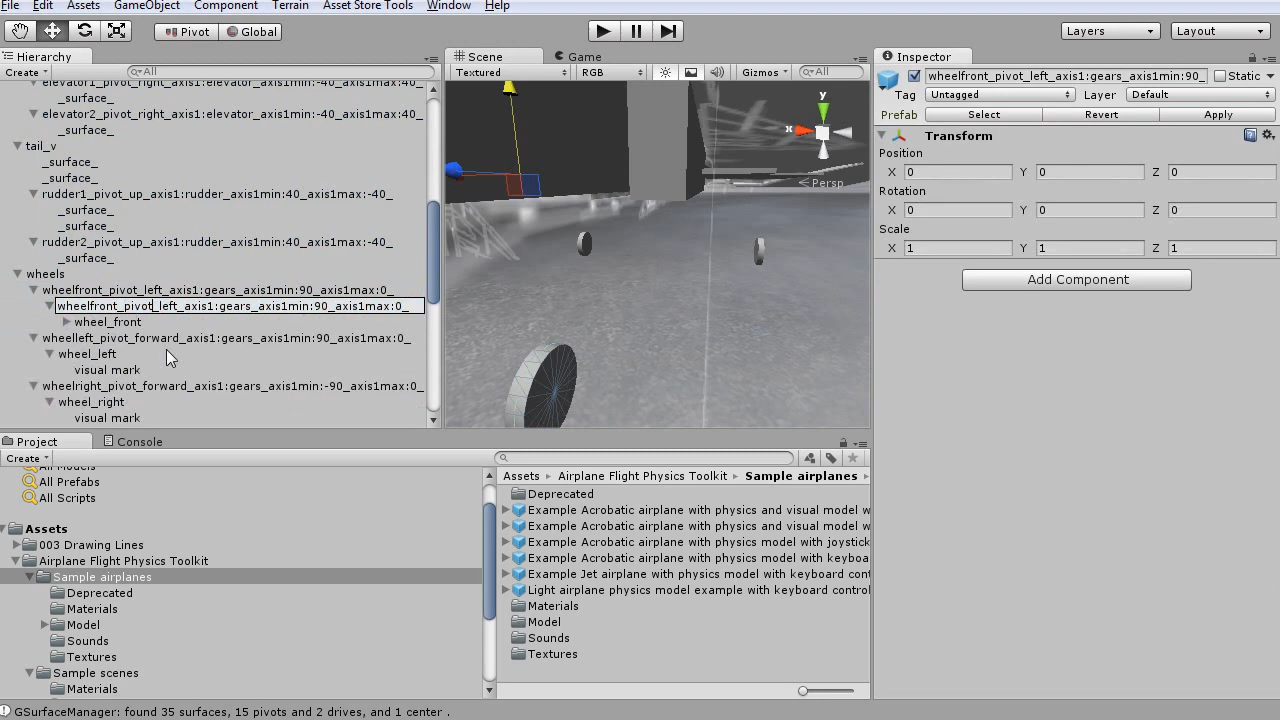 File Edit Assets GameObject Component Terrain Asset Store Tools Window Help
Pivot Global Layers Layout
Hierarchy
Create All
elevator1_pivot_right_axis1:elevator_axis1min:-40_axis1max:40_
_surface_
elevator2_pivot_right_axis1:elevator_axis1min:-40_axis1max:40_
_surface_
tail_v
_surface_
_surface_
rudder1_pivot_up_axis1:rudder_axis1min:40_axis1max:-40_
_surface_
rudder2_pivot_up_axis1:rudder_axis1min:40_axis1max:-40_
_surface_
wheels
wheelfront_pivot_left_axis1:gears_axis1min:90_axis1max:0_
wheelfront_pivot_left_axis1:gears_axis1min:90_axis1max:0_
wheel_front
wheelleft_pivot_forward_axis1:gears_axis1min:90_axis1max:0_
wheel_left
visual mark
wheelright_pivot_forward_axis1:gears_axis1min:-90_axis1max:0_
wheel_right
visual mark
Scene Game
Textured RGB Gizmos All
y
x
Persp
Inspector
wheelfront_pivot_left_axis1:gears_axis1min:90_ Static
Tag Untagged Layer Default
Prefab Select Revert Apply
Transform
Position
X 0 Y 0 Z 0
Rotation
X 0 Y 0 Z 0
Scale
X 1 Y 1 Z 1
Add Component
Project Console
Create
All Models
All Prefabs
All Scripts
Assets
003 Drawing Lines
Airplane Flight Physics Toolkit
Sample airplanes
Deprecated
Materials
Model
Sounds
Textures
Sample scenes
Materials
Assets Airplane Flight Physics Toolkit Sample airplanes
Deprecated
Example Acrobatic airplane with physics and visual model w
Example Acrobatic airplane with physics and visual model w
Example Acrobatic airplane with physics model with joystick
Example Acrobatic airplane with physics model with keyboa
Example Jet airplane with physics model with keyboard cont
Light airplane physics model example with keyboard control
Materials
Model
Sounds
Textures
GSurfaceManager: found 35 surfaces, 15 pivots and 2 drives, and 1 center .